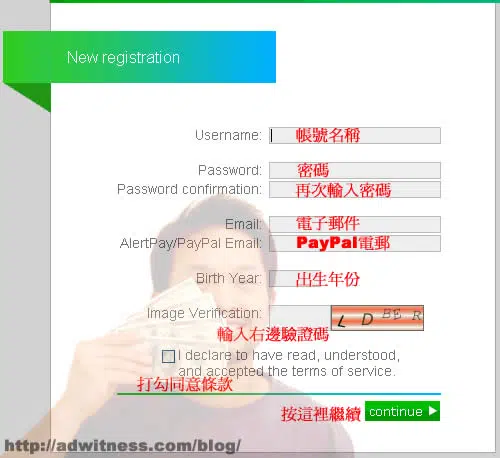 New registration
Username: 帳號名稱
Password: 密碼
Password confirmation: 再次輸入密碼
Email: 電子郵件
AlertPay/PayPal Email: PayPal電郵
Birth Year: 出生年份
Image Verification: L D BE R
輸入右邊驗證碼
I declare to have read, understood,
and accepted the terms of service.
打勾同意條款
按這裡繼續 continue
http://adwitness.com/blog/